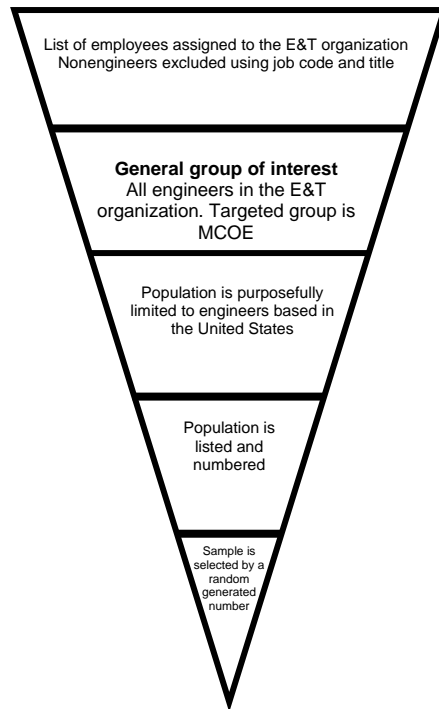 List of employees assigned to the E&T organization
Nonengineers excluded using job code and title
General group of interest
All engineers in the E&T
organization. Targeted group is
MCOE
Population is purposefully
limited to engineers based in
the United States
Population is
listed and
numbered
Sample is
selected by a
random
generated
number